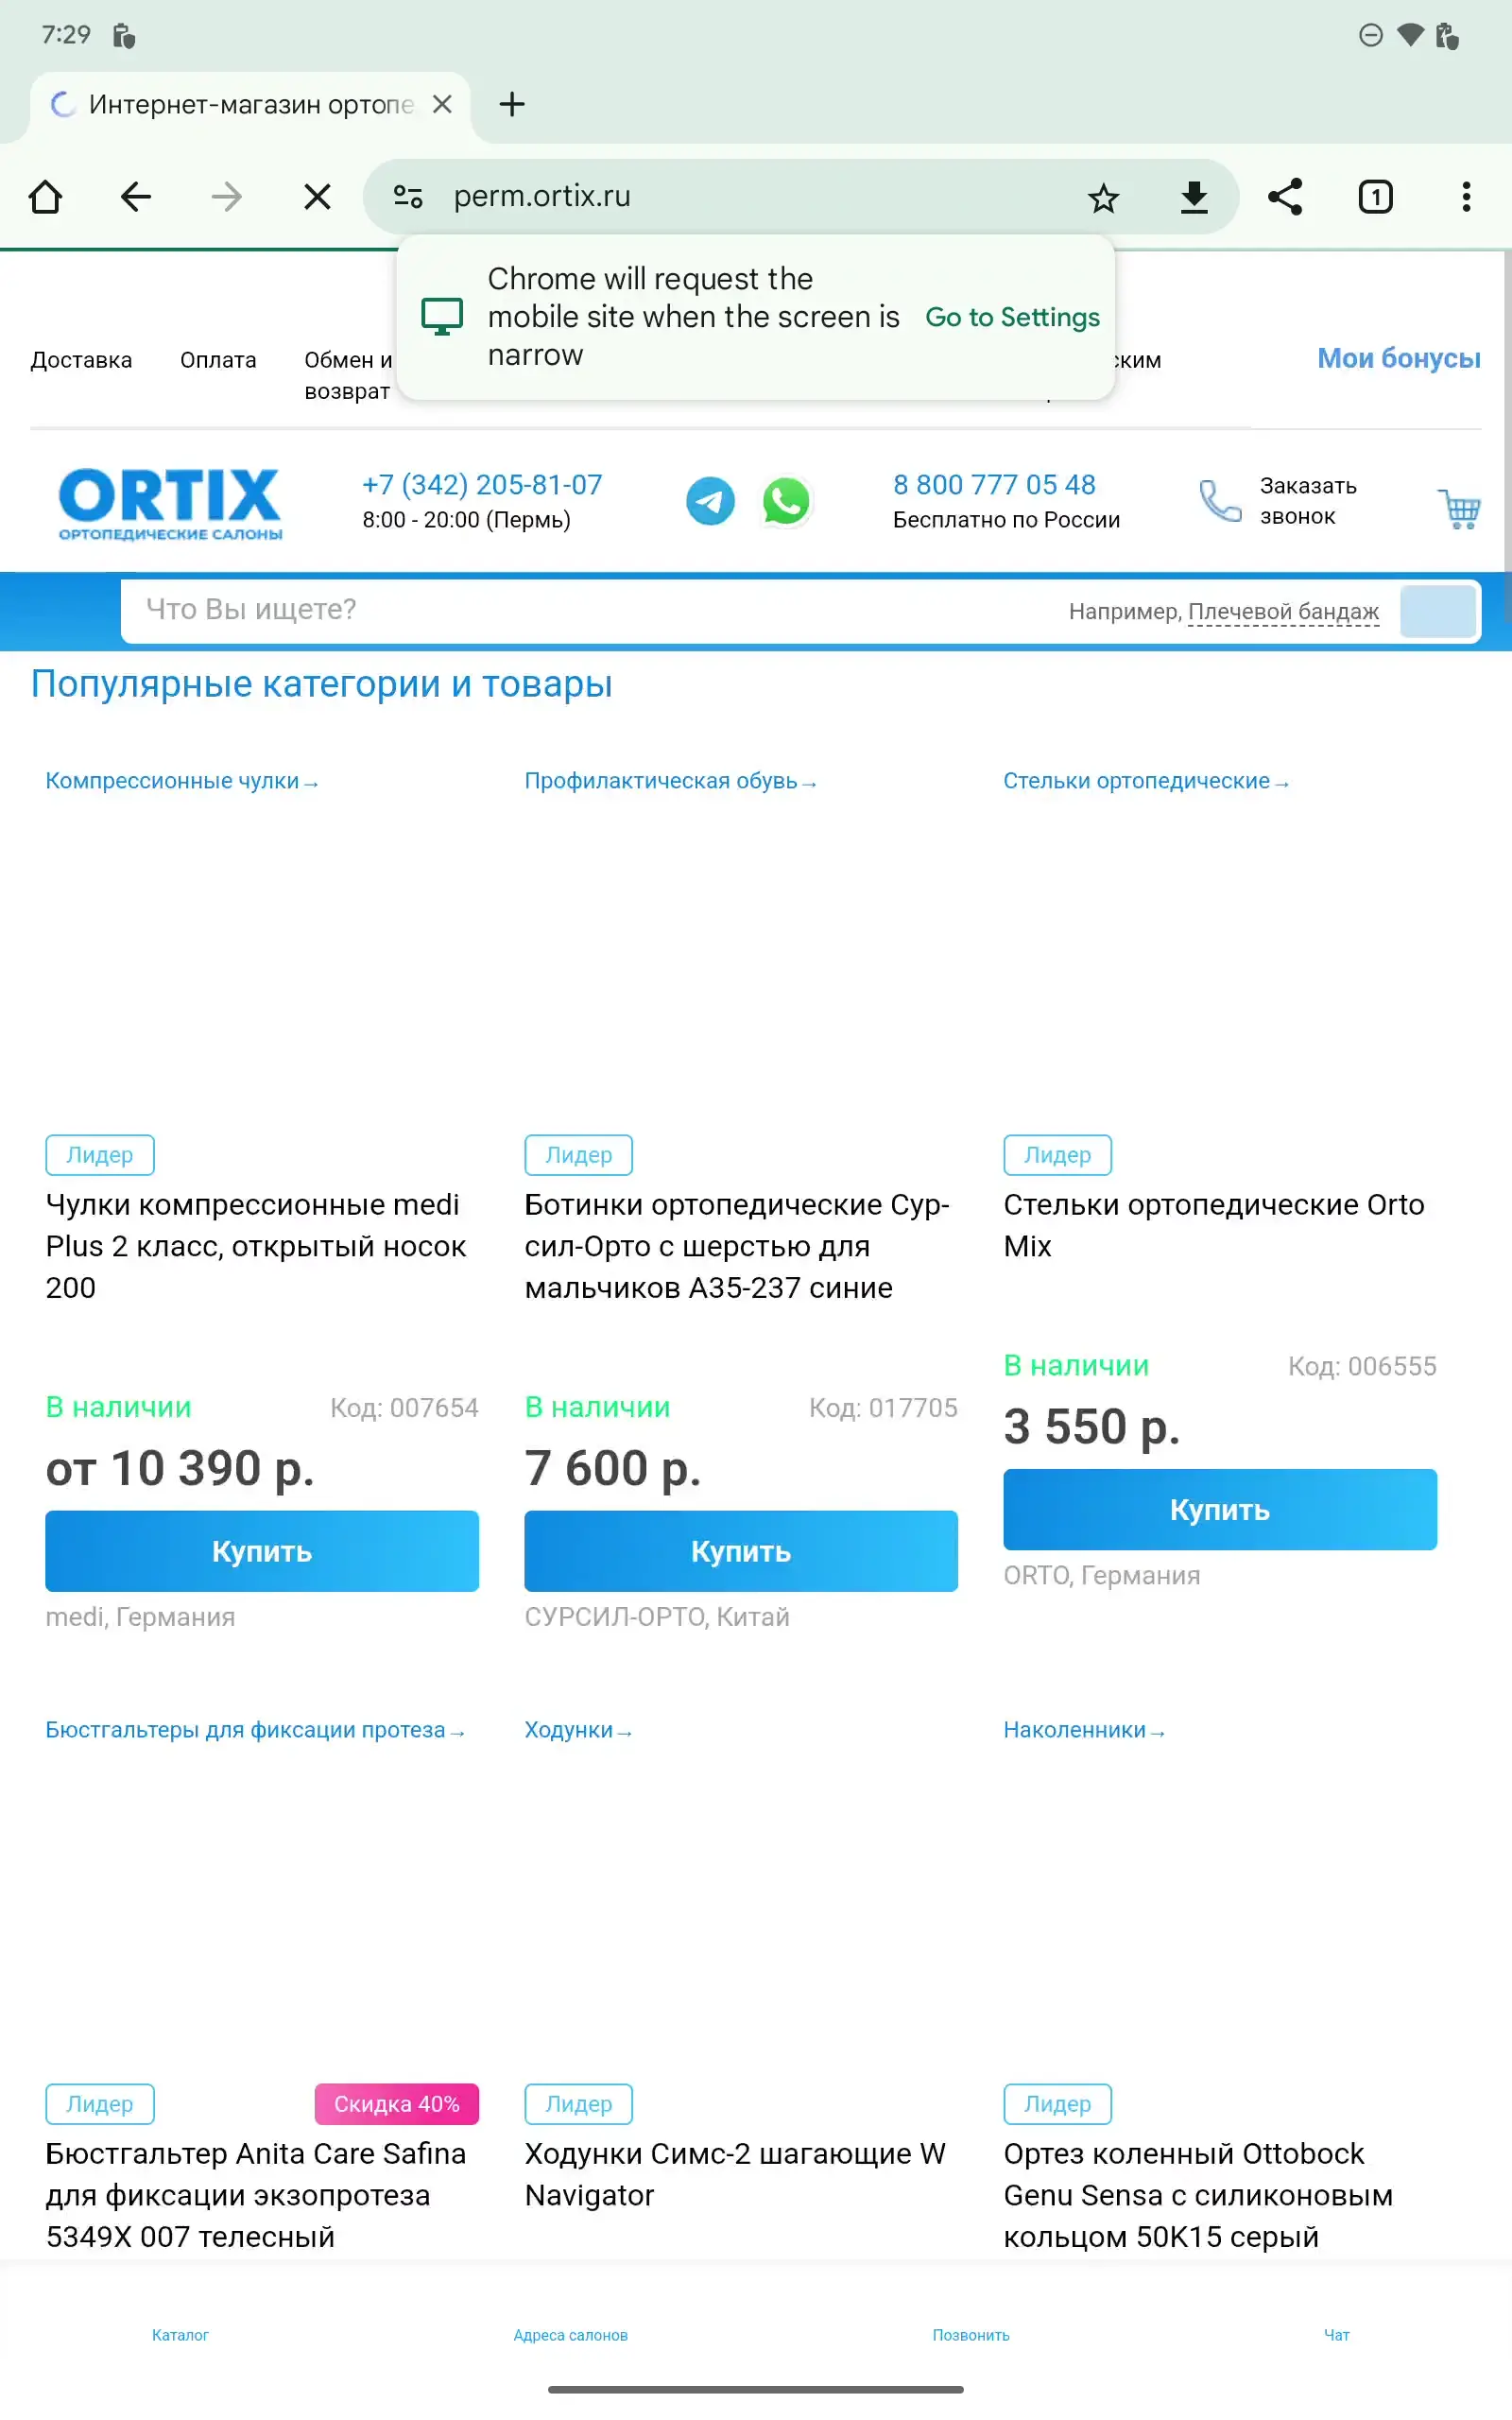 7:29
Интернет-магазин ортопе
perm.ortix.ru
1
Chrome will request the
mobile site when the screen is
narrow
Go to Settings
Доставка
Оплата
Обмен и
возврат
Мои бонусы
ORTIX
ОРТОПЕДИЧЕСКИЕ САЛОНЫ
+7 (342) 205-81-07
8:00 - 20:00 (Пермь)
8 800 777 05 48
Бесплатно по России
Заказать
звонок
Что Вы ищете?
Например, Плечевой бандаж
Популярные категории и товары
Компрессионные чулки→
Профилактическая обувь→
Стельки ортопедические→
Лидер
Чулки компрессионные medi
Plus 2 класс, открытый носок
200
В наличии
Код: 007654
от 10 390 р.
Купить
medi, Германия
Лидер
Ботинки ортопедические Сур-
сил-Орто с шерстью для
мальчиков А35-237 синие
В наличии
Код: 017705
7 600 р.
Купить
СУРСИЛ-ОРТО, Китай
Лидер
Стельки ортопедические Orto
Mix
В наличии
Код: 006555
3 550 р.
Купить
ORTO, Германия
Бюстгальтеры для фиксации протеза→
Ходунки→
Наколенники→
Лидер
Скидка 40%
Бюстгальтер Anita Care Safina
для фиксации экзопротеза
5349X 007 телесный
Лидер
Ходунки Симс-2 шагающие W
Navigator
Лидер
Ортез коленный Ottobock
Genu Sensa с силиконовым
кольцом 50K15 серый
Каталог
Адреса салонов
Позвонить
Чат